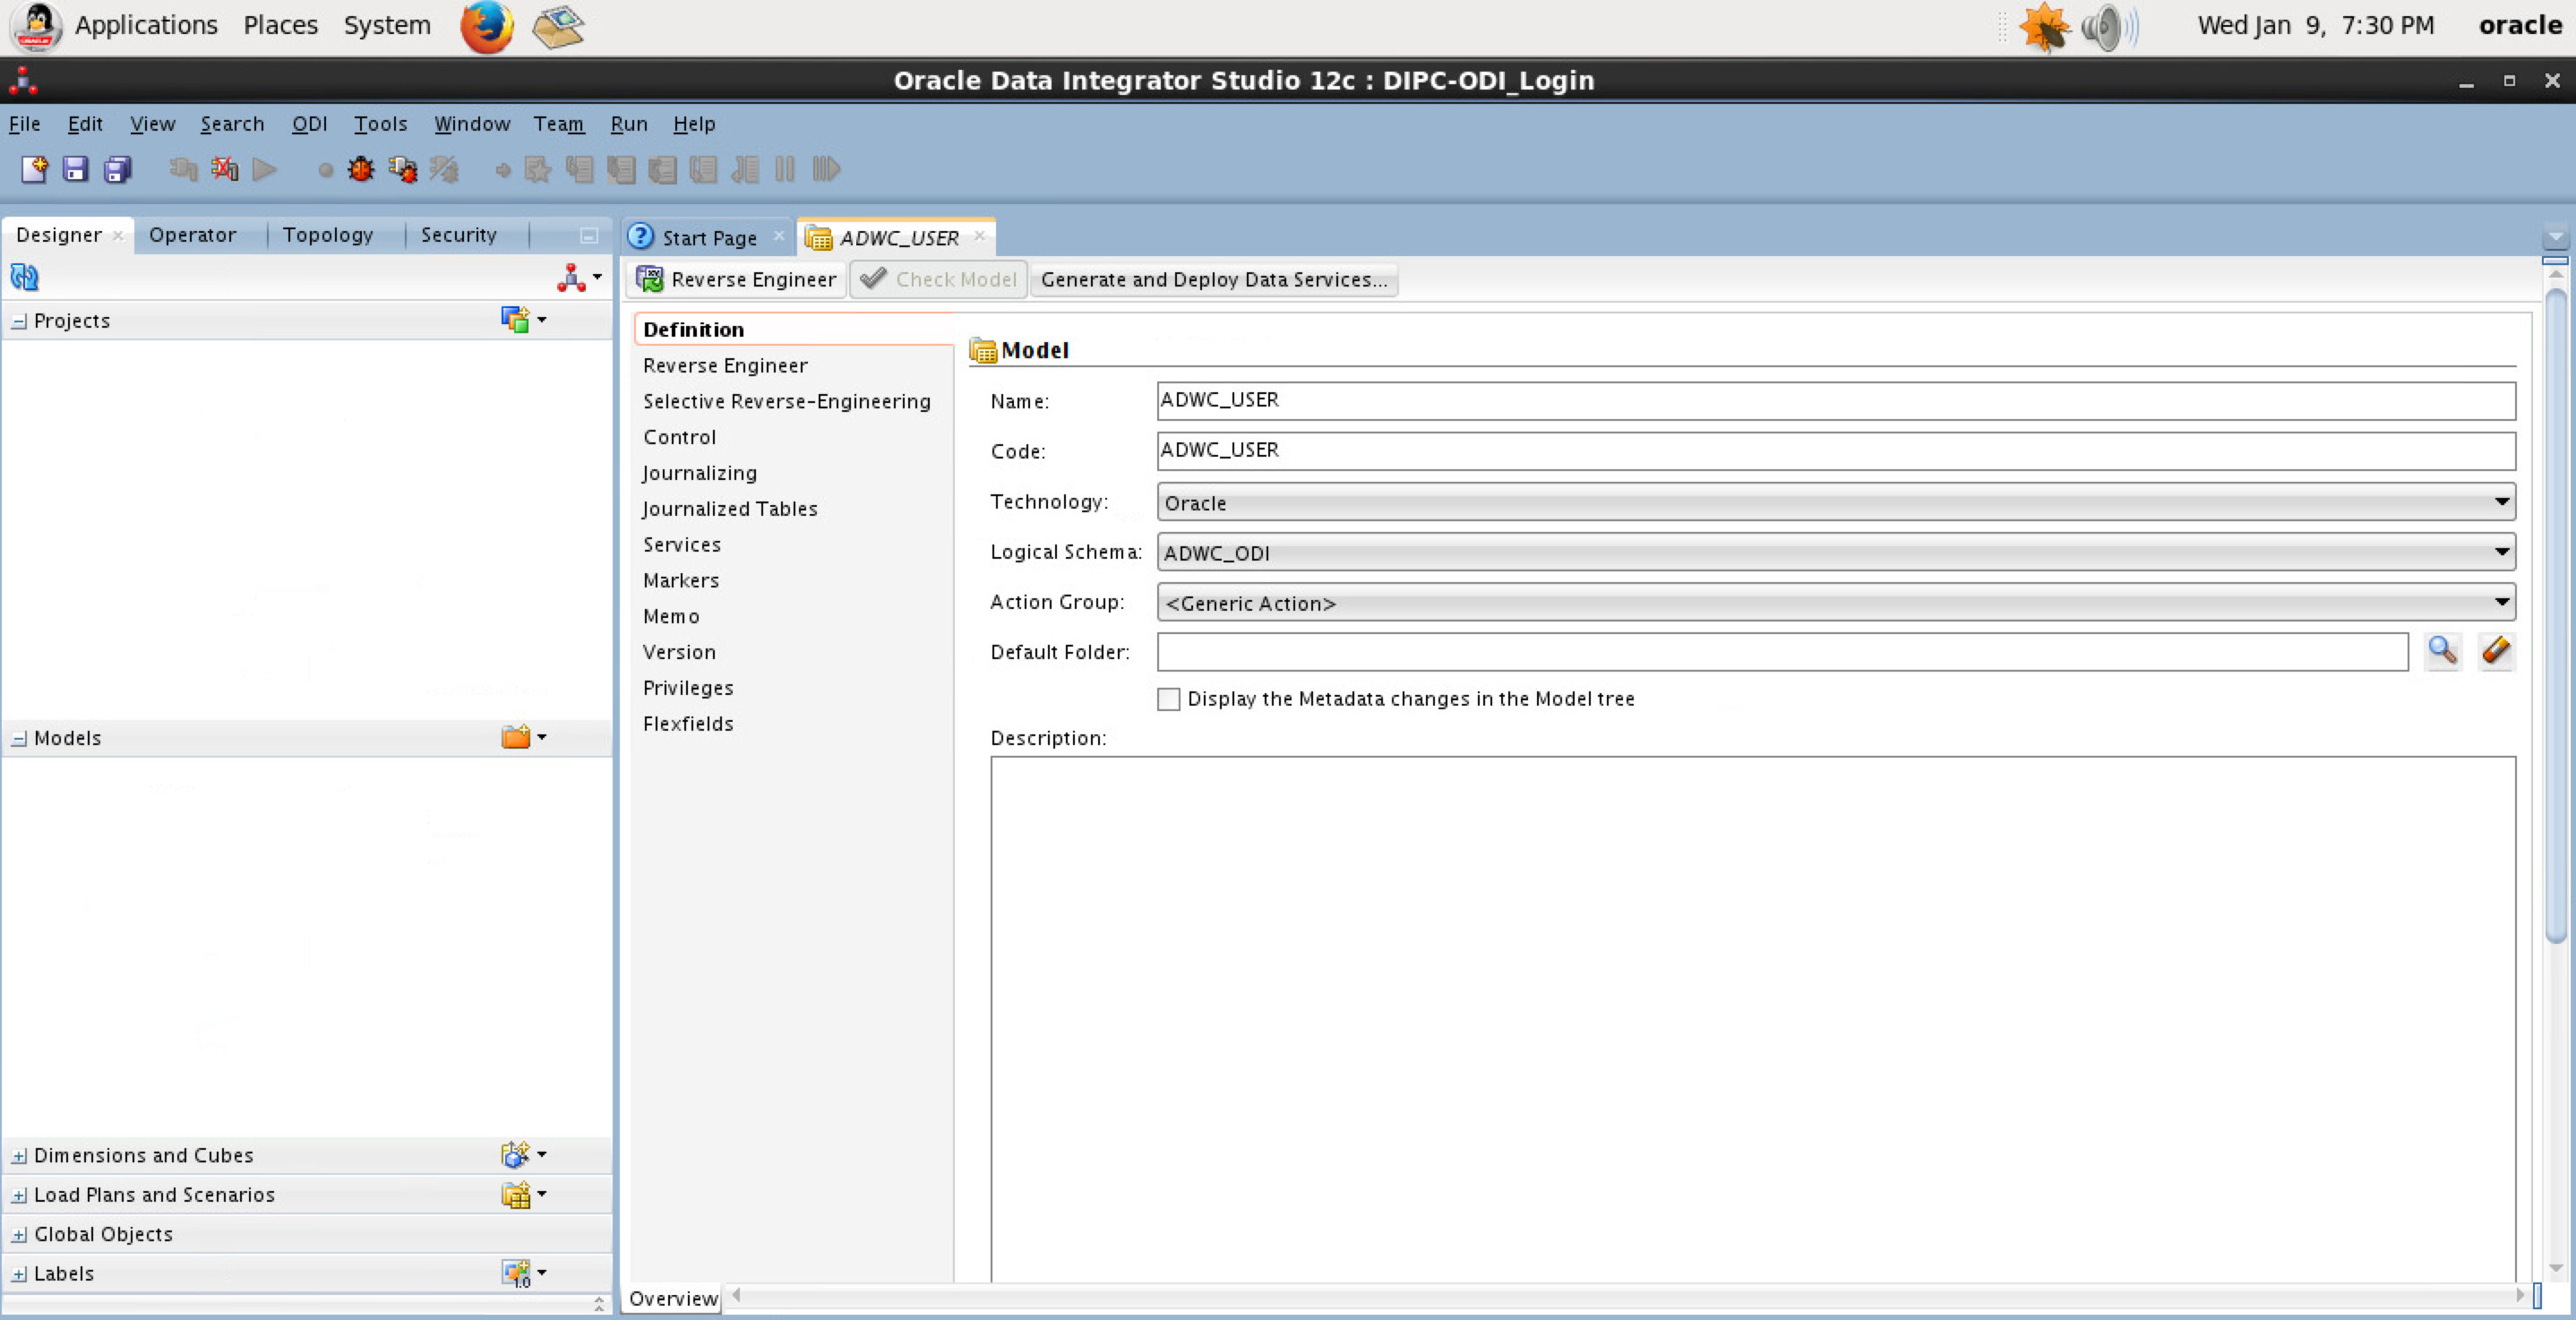 Applications Places System Wed Jan 9, 7:30 PM oracle
Oracle Data Integrator Studio 12c : DIPC-ODI_Login
File Edit View Search ODI Tools Window Team Run Help
Designer Operator Topology Security
Start Page ADWC_USER
Reverse Engineer Check Model Generate and Deploy Data Services...
Projects
Models
Dimensions and Cubes
Load Plans and Scenarios
Global Objects
Labels
1.0
Definition
Reverse Engineer
Selective Reverse-Engineering
Control
Journalizing
Journalized Tables
Services
Markers
Memo
Version
Privileges
Flexfields
Model
Name: ADWC_USER
Code: ADWC_USER
Technology: Oracle
Logical Schema: ADWC_ODI
Action Group: <Generic Action>
Default Folder:
Display the Metadata changes in the Model tree
Description:
Overview